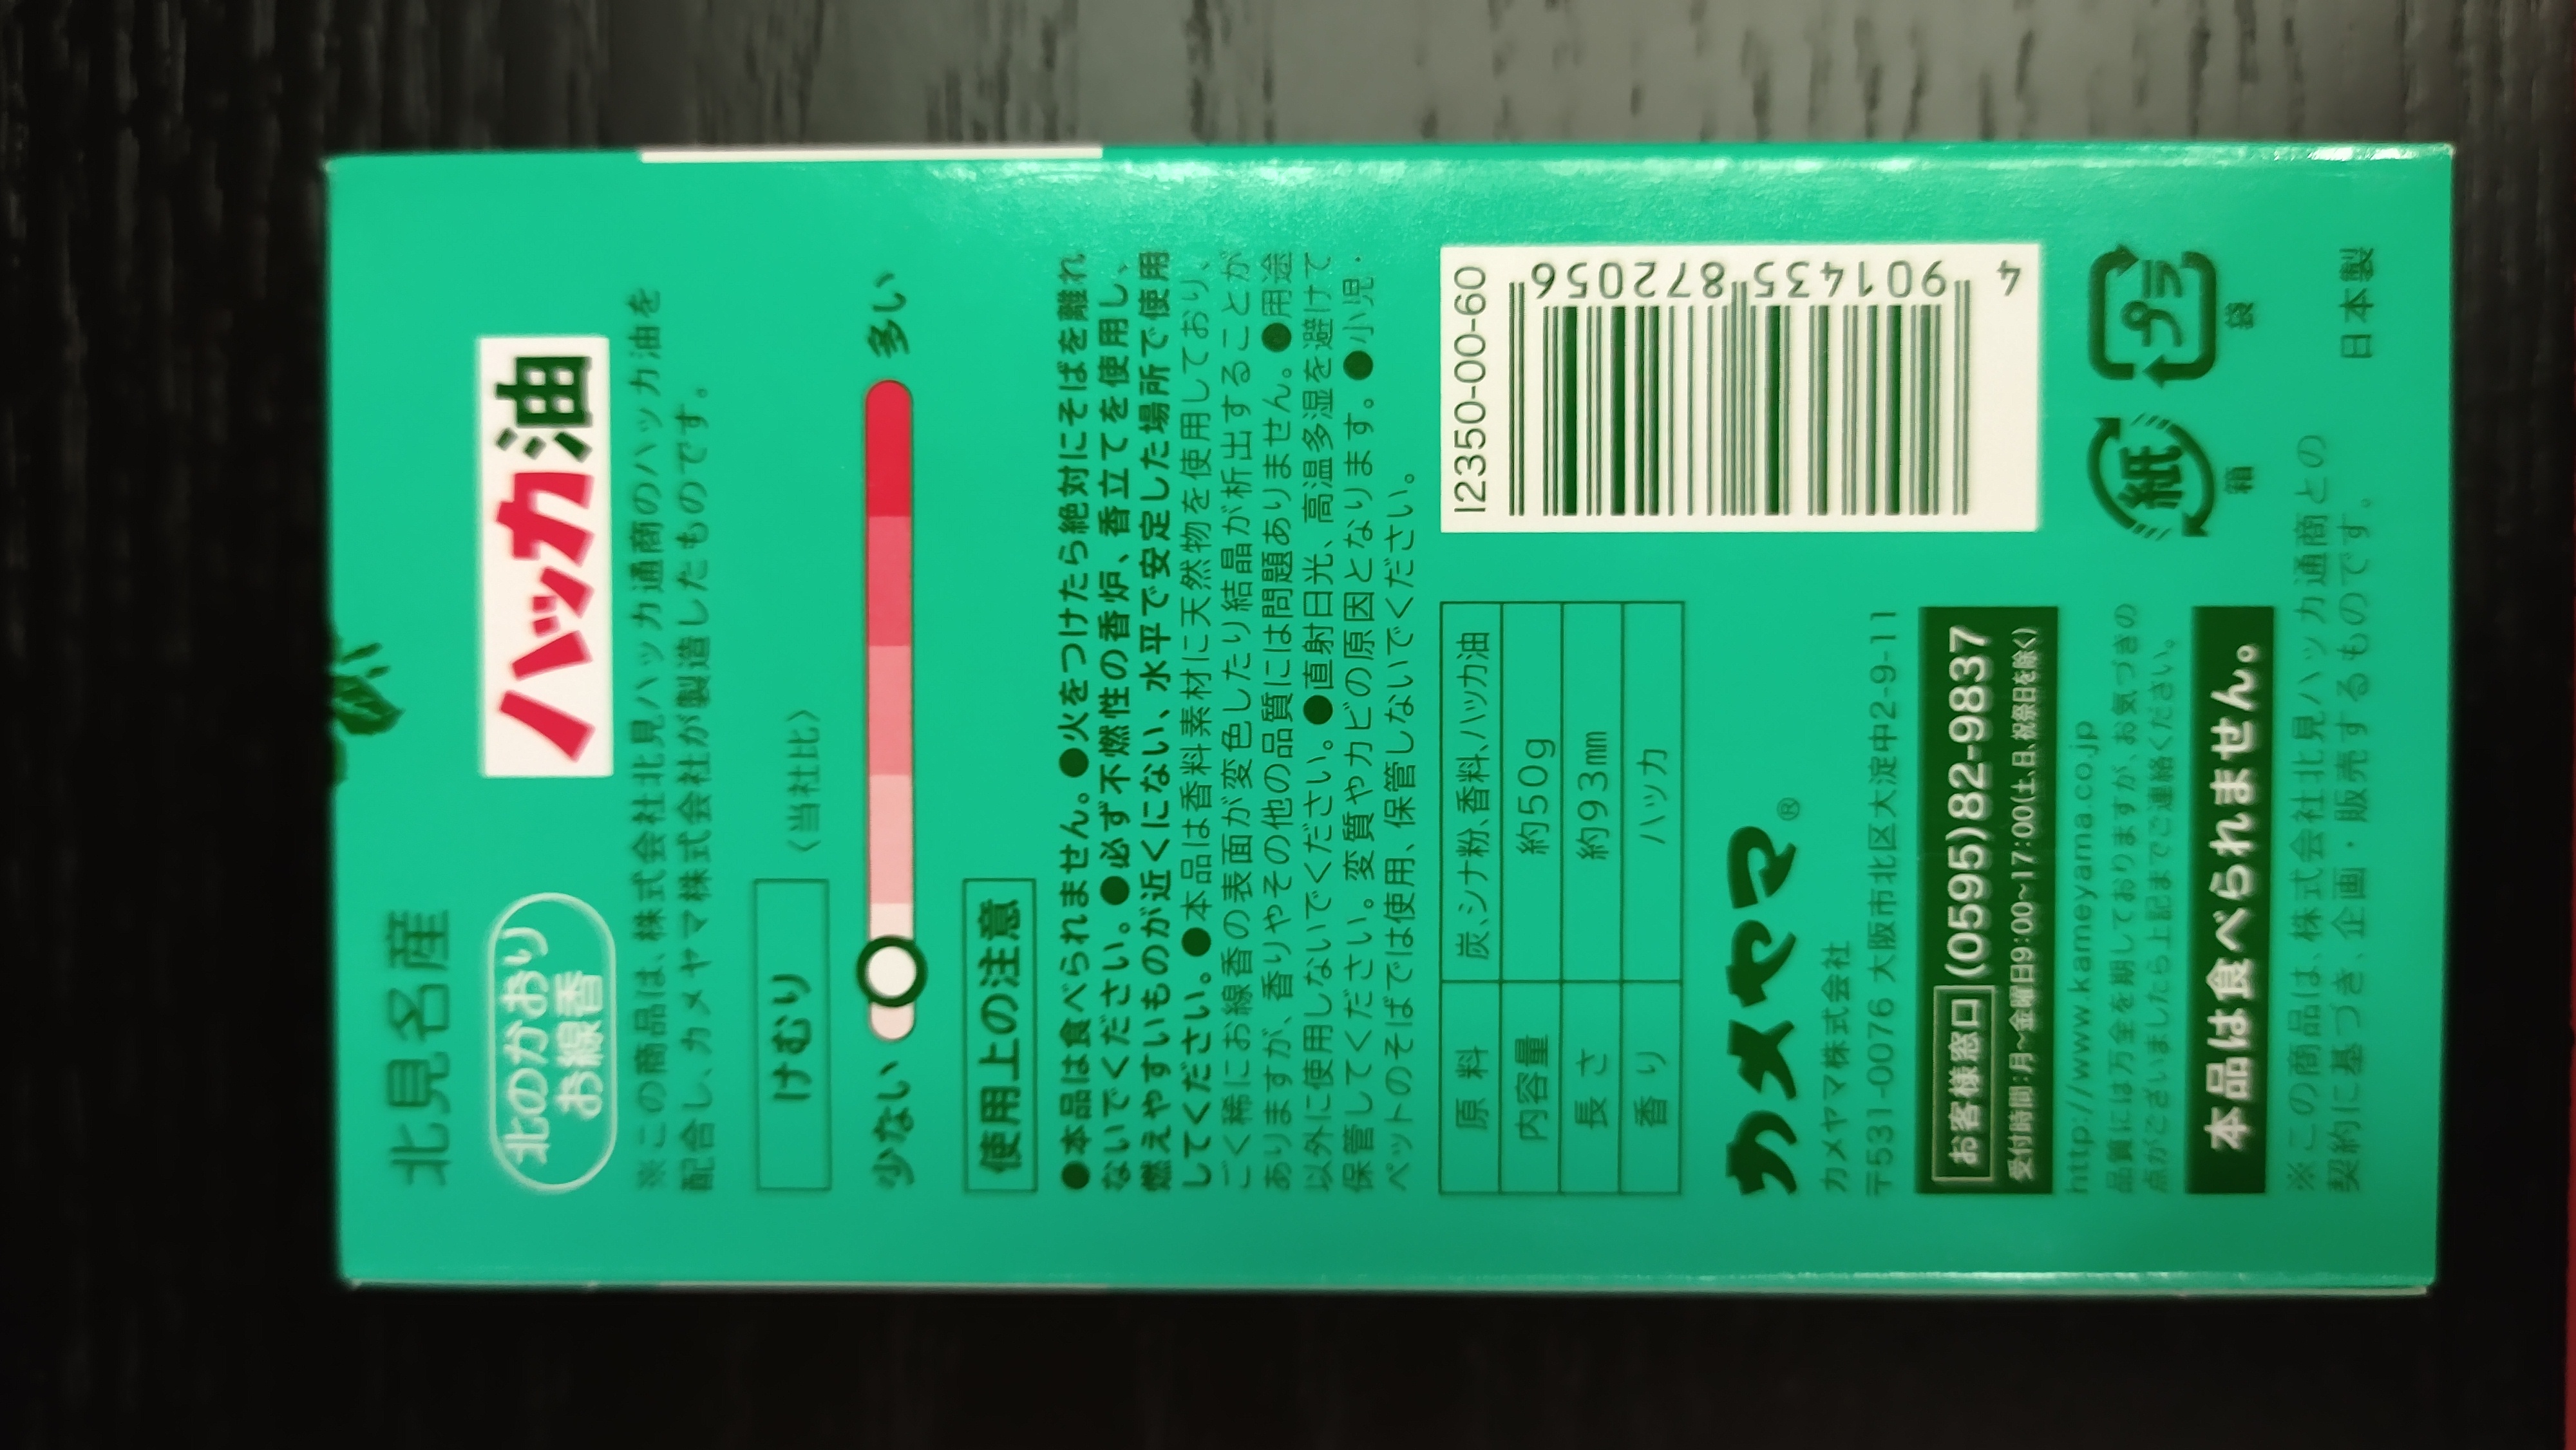 北見名産
北のかおり
お線香
ハッカ油
※この商品は、株式会社北見ハッカ通商のハッカ油を
配合し、カメヤマ株式会社が製造したものです。
けむり
〈当社比〉
少ない
多い
使用上の注意
●本品は食べられません。●火をつけたら絶対にそばを離れ
ないでください。●必ず不燃性の香炉、香立てを使用し、
燃えやすいものが近くにない、水平で安定した場所で使用
してください。●本品は香料素材に天然物を使用しており、
ごく稀にお線香の表面が変色したり結晶が析出することが
ありますが、香りやその他の品質には問題ありません。●用途
以外に使用しないでください。●直射日光、高温多湿を避けて
保管してください。変質やカビの原因となります。●小児・
ペットのそばでは使用、保管しないでください。
原料 炭、シナ粉、香料、ハッカ油
内容量 約50g
長さ 約93㎜
香り ハッカ
12350-00-60
4 901435 872056
カメヤマ®
カメヤマ株式会社
〒531-0076 大阪市北区大淀中2-9-11
お客様窓口 (0595)82-9837
受付時間:月〜金曜日9:00〜17:00(土、日、祝祭日を除く)
http://www.kameyama.co.jp
品質には万全を期しておりますが、お気づきの
点がございましたら上記までご連絡ください。
紙
箱
プラ
袋
本品は食べられません。
※この商品は、株式会社北見ハッカ通商との
契約に基づき、企画・販売するものです。
日本製